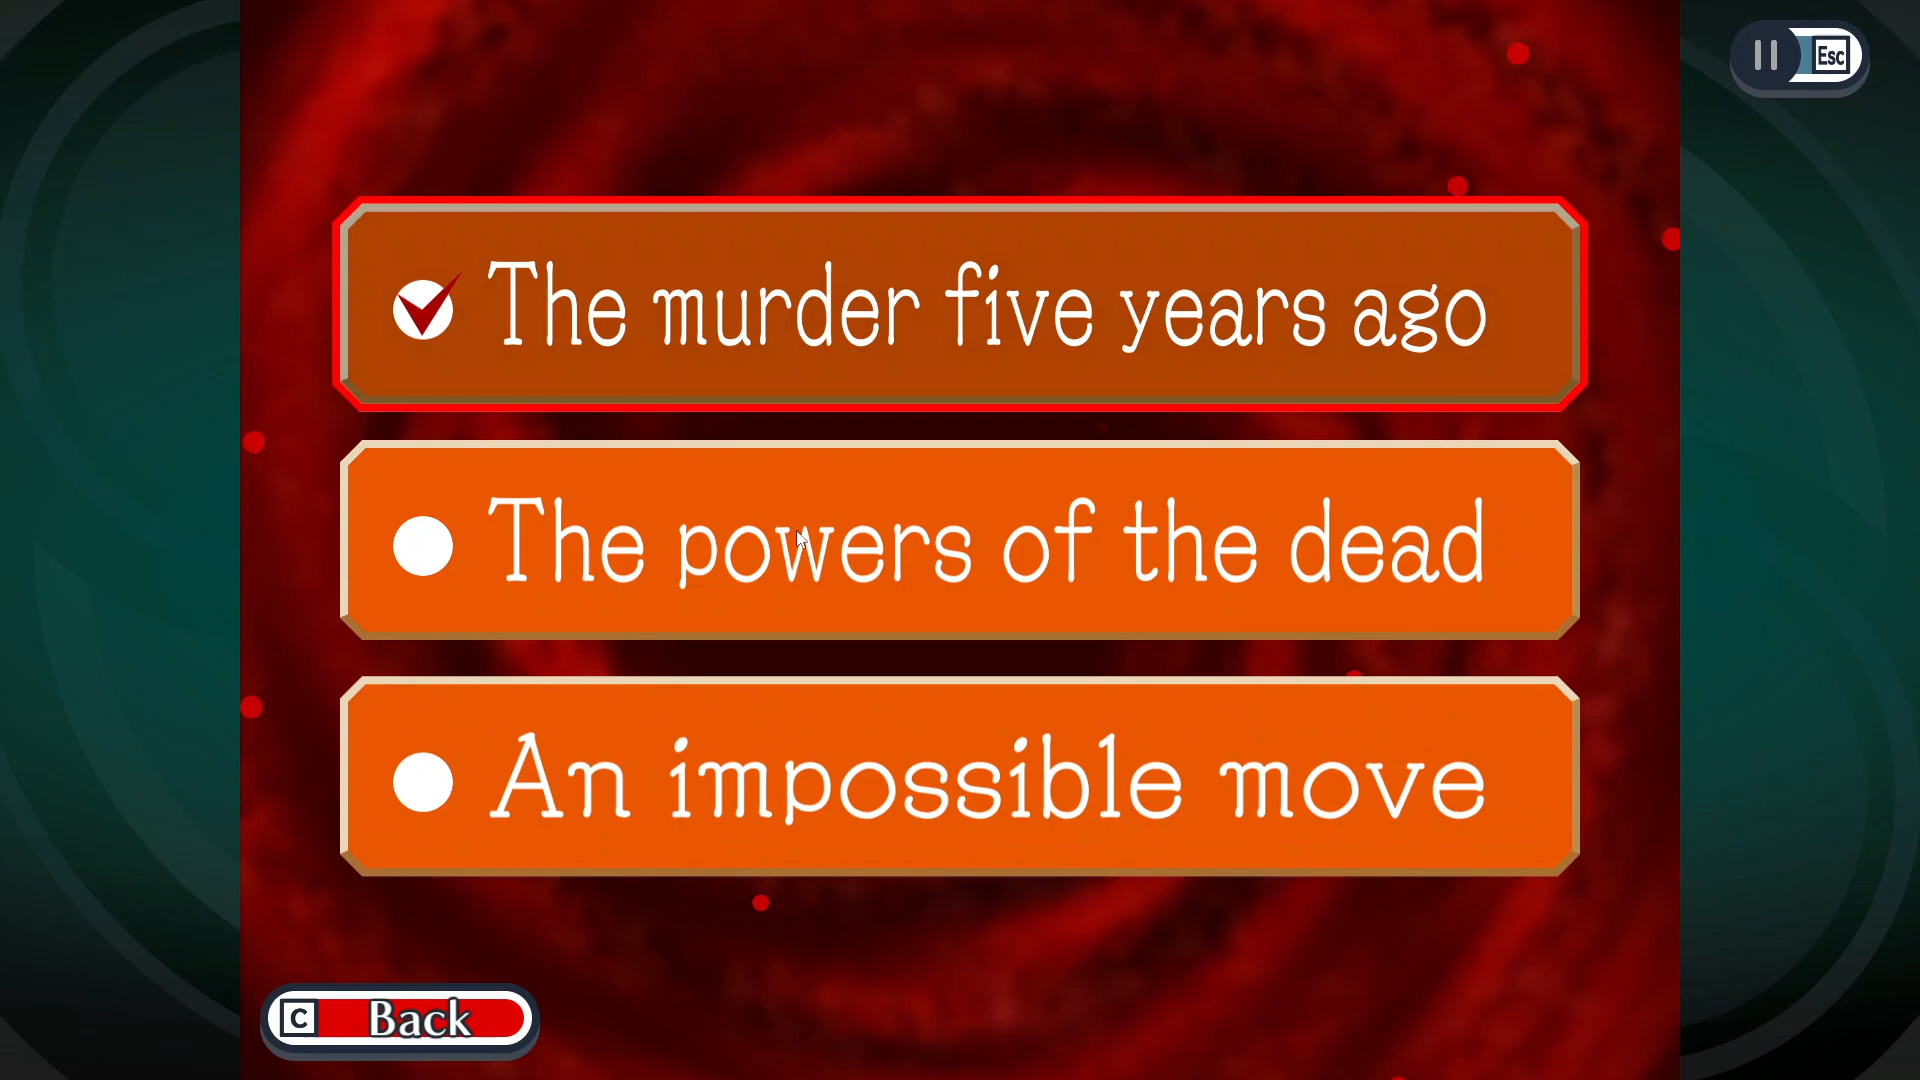 Esc
The murder five years ago
The powers of the dead
An impossible move
C Back